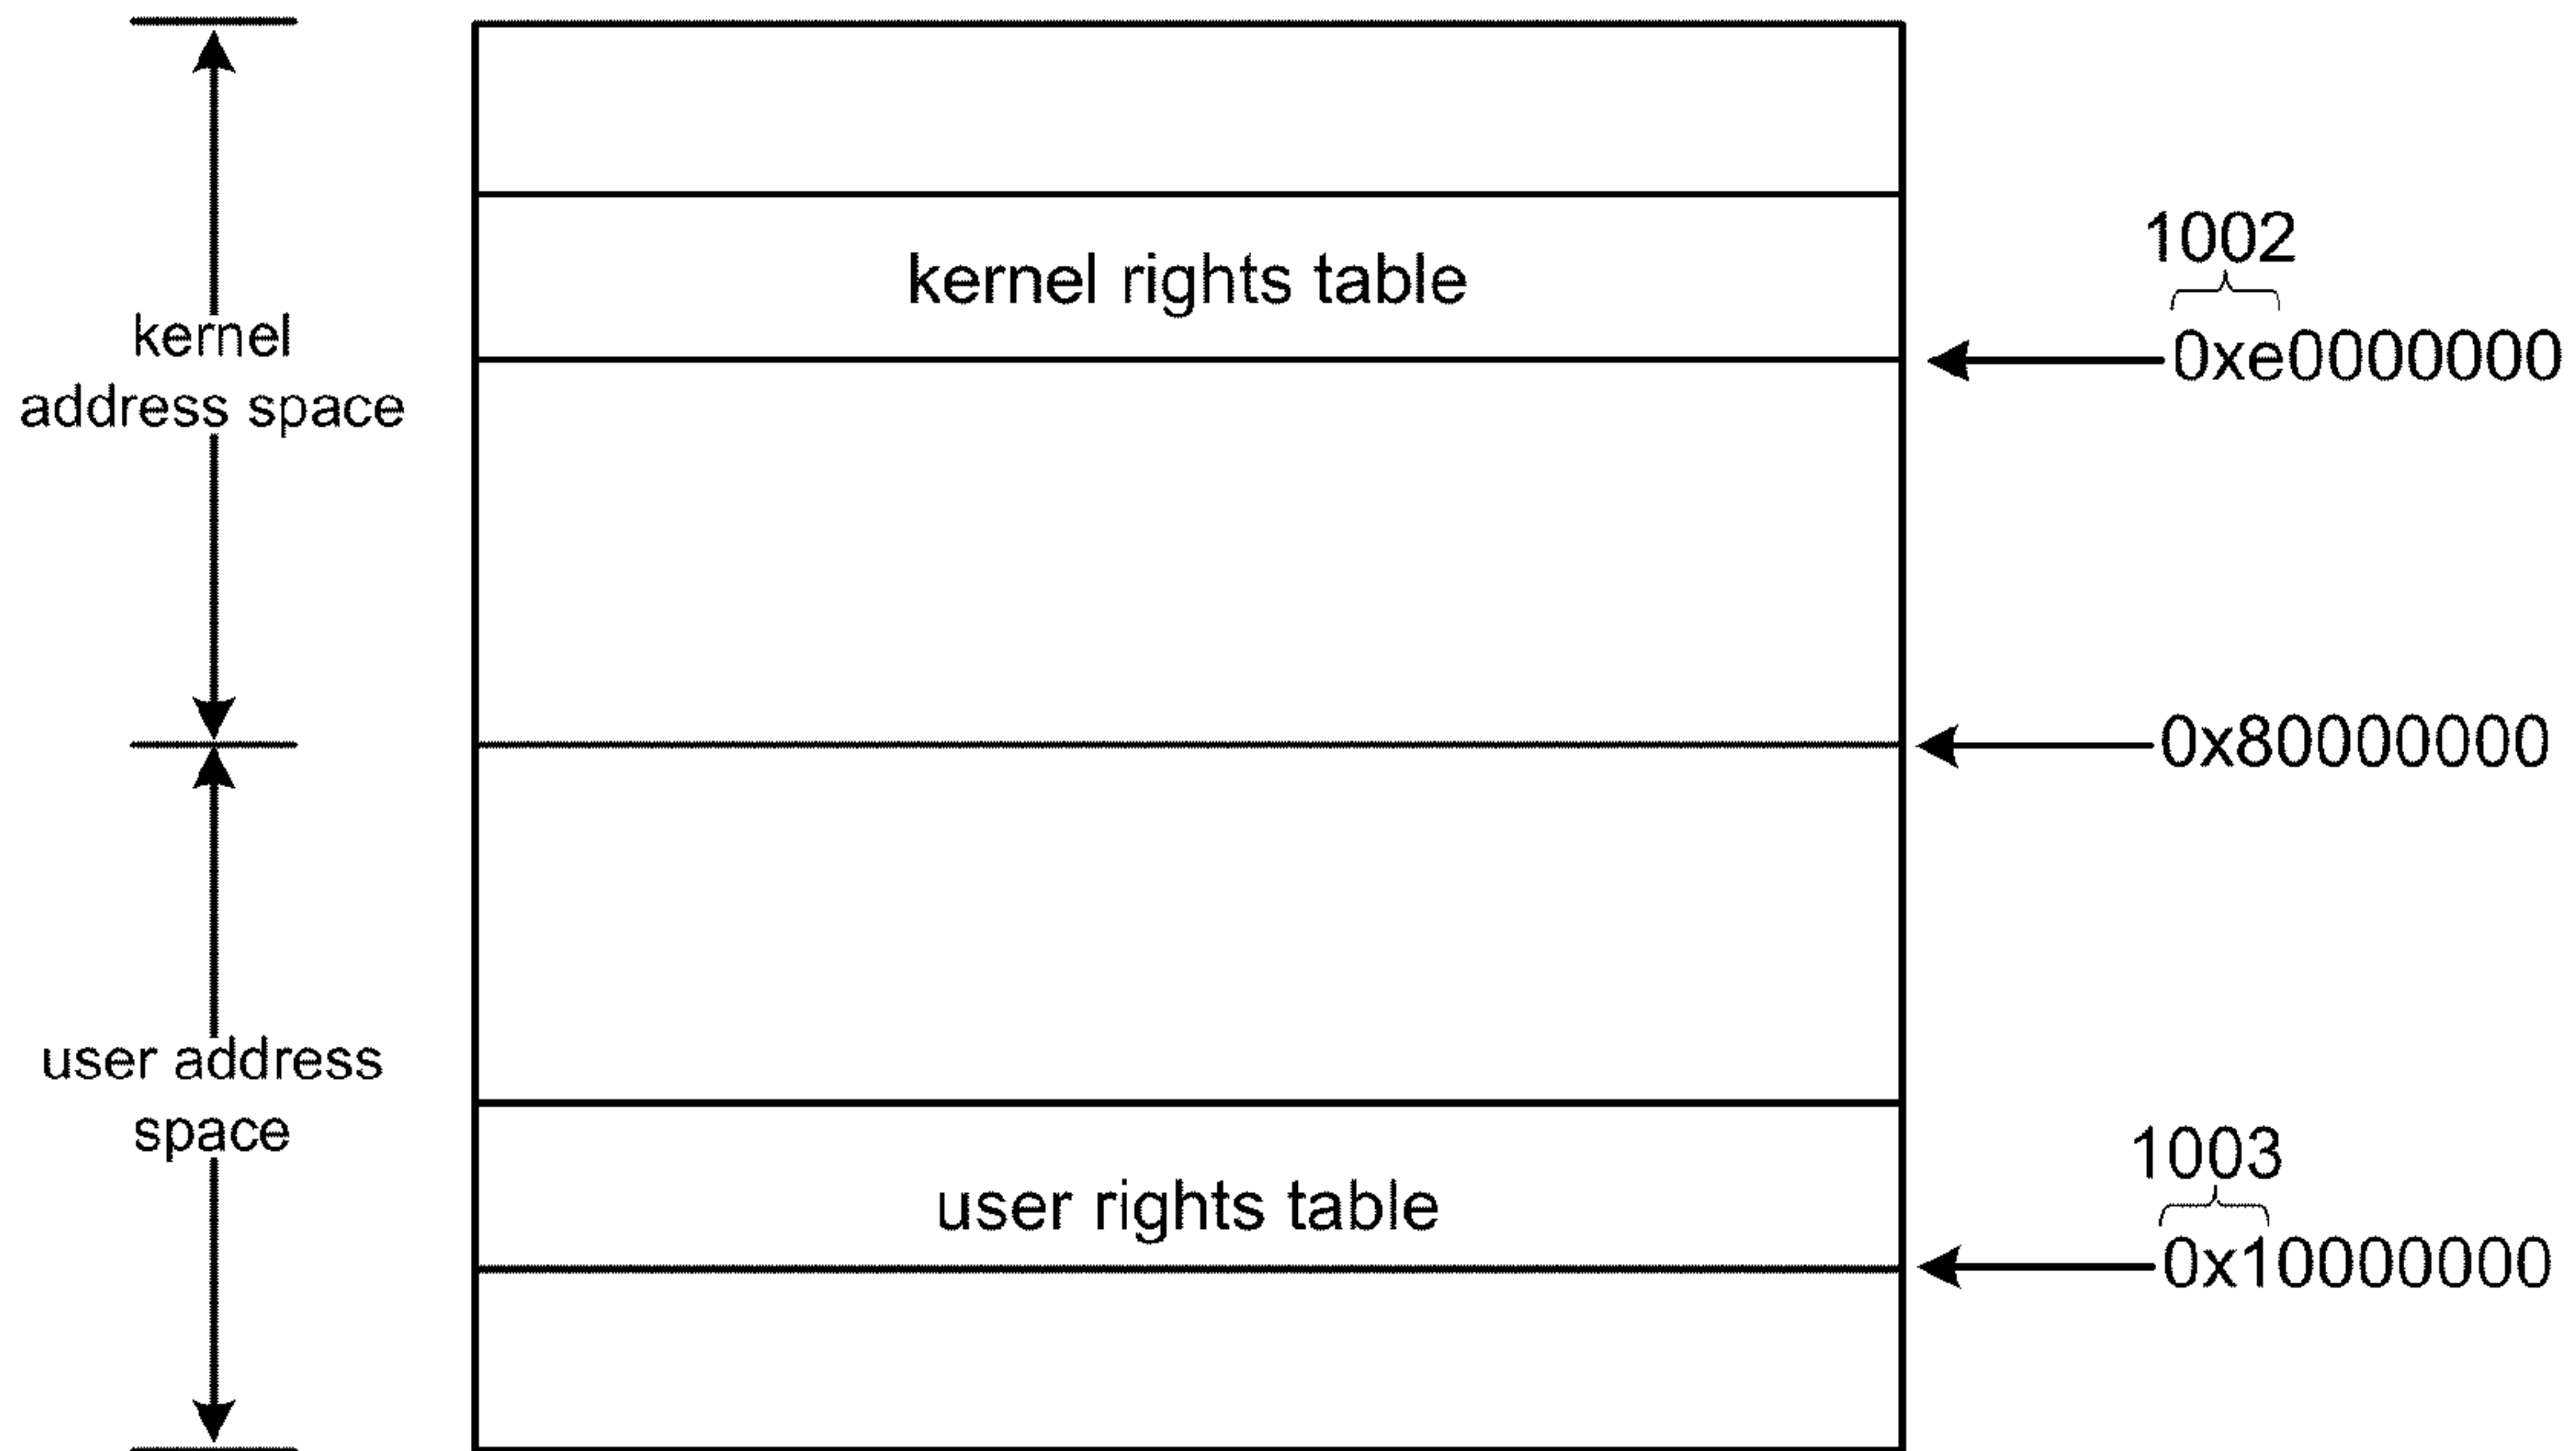 kernel rights table
1002
0xe0000000
kernel
address space
0x80000000
user address
space
1003
user rights table
0x10000000